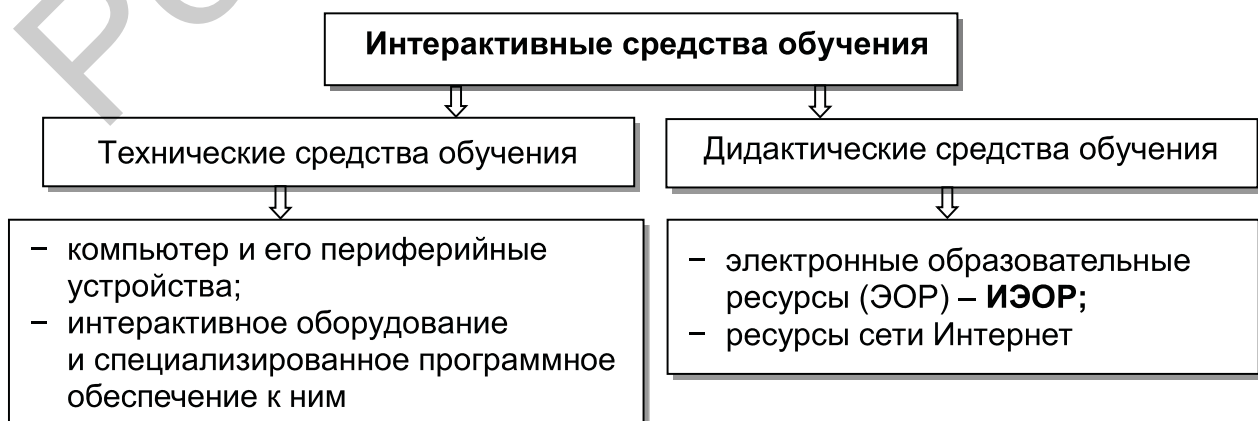 Интерактивные средства обучения
Технические средства обучения
Дидактические средства обучения
– компьютер и его периферийные
устройства;
– интерактивное оборудование
и специализированное программное
обеспечение к ним
– электронные образовательные
ресурсы (ЭОР) – ИЭОР;
– ресурсы сети Интернет